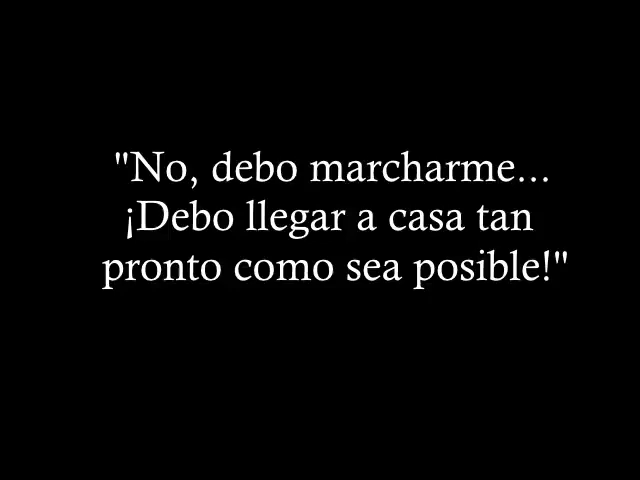 "No, debo marcharme...
¡Debo llegar a casa tan
pronto como sea posible!"